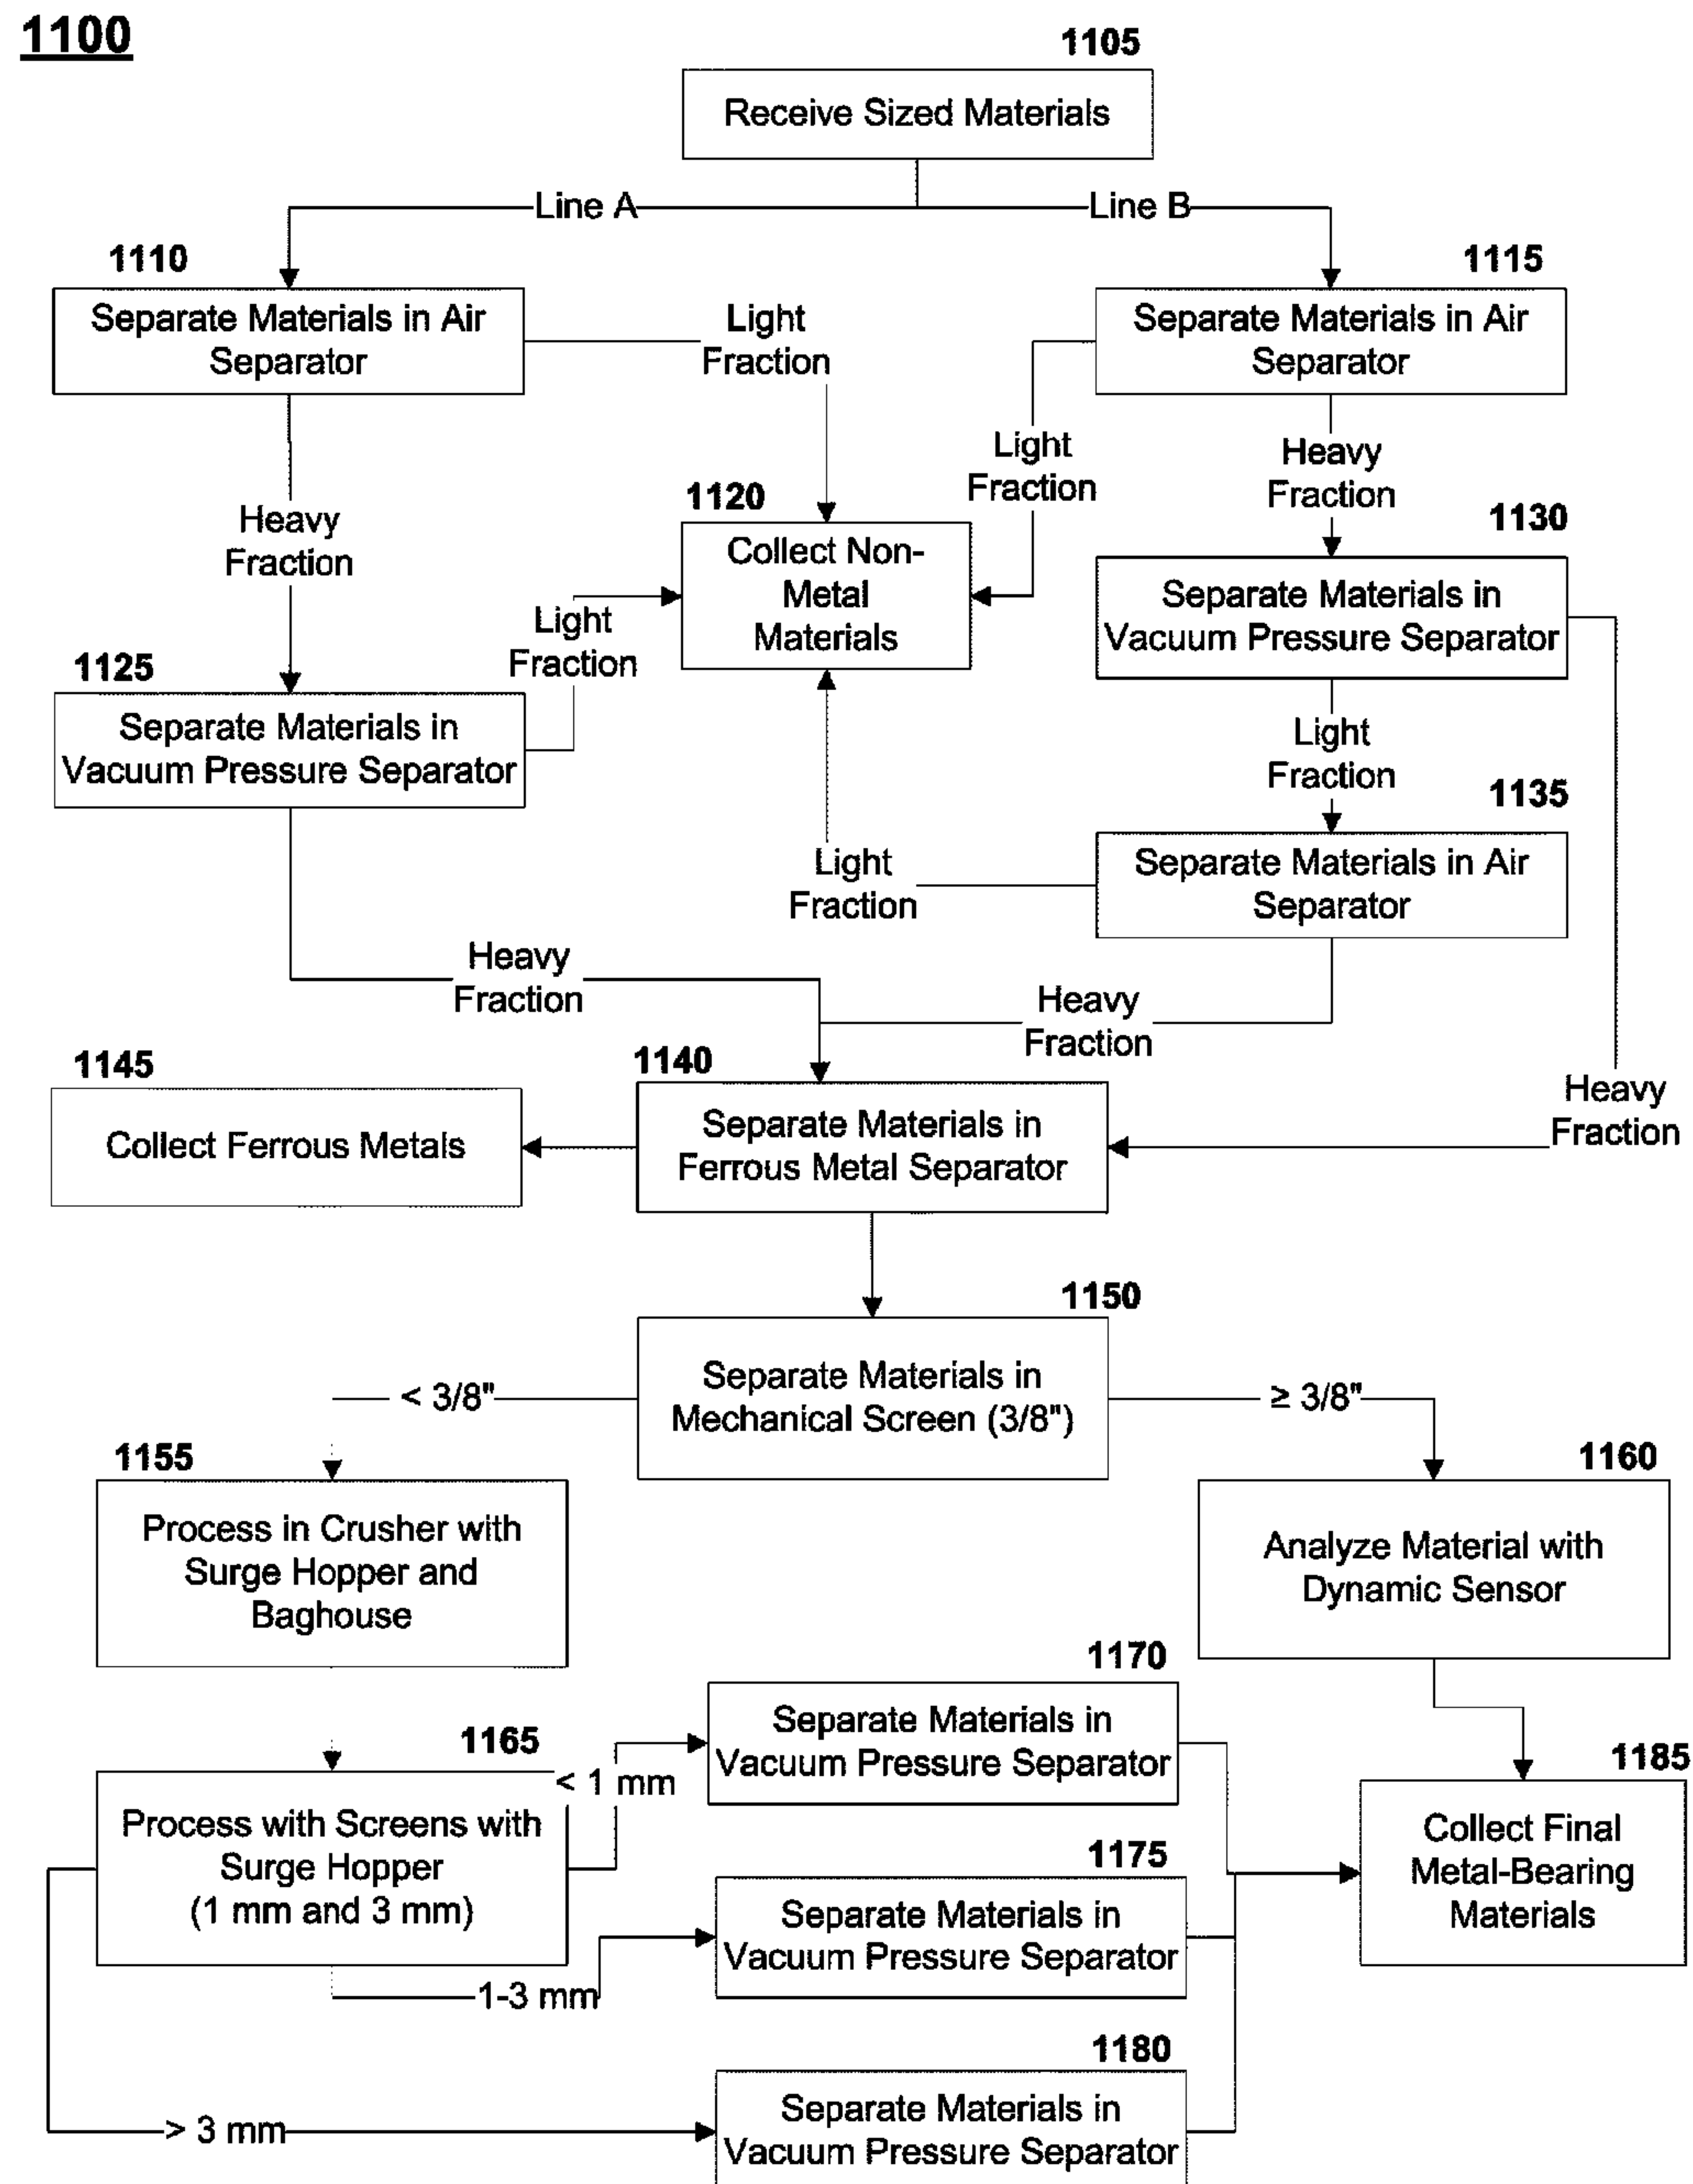 1100
1105
Receive Sized Materials
Line A
Line B
1110
Separate Materials in Air
Separator
Light
Fraction
1115
Separate Materials in Air
Separator
Light
Fraction
Heavy
Fraction
Heavy
Fraction
1120
Collect Non-
Metal
Materials
1130
Separate Materials in
Vacuum Pressure Separator
Light
Fraction
1125
Separate Materials in
Vacuum Pressure Separator
Light
Fraction
1135
Separate Materials in Air
Separator
Light
Fraction
Heavy
Fraction
Heavy
Fraction
Heavy
Fraction
1145
Collect Ferrous Metals
1140
Separate Materials in
Ferrous Metal Separator
1150
Separate Materials in
Mechanical Screen (3/8")
< 3/8"
≥ 3/8"
1155
Process in Crusher with
Surge Hopper and
Baghouse
1160
Analyze Material with
Dynamic Sensor
1170
Separate Materials in
Vacuum Pressure Separator
1165
Process with Screens with
Surge Hopper
(1 mm and 3 mm)
< 1 mm
1185
Collect Final
Metal-Bearing
Materials
1175
Separate Materials in
Vacuum Pressure Separator
1-3 mm
1180
Separate Materials in
Vacuum Pressure Separator
> 3 mm